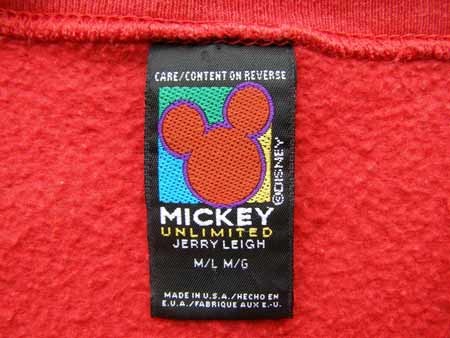 CARE/CONTENT ON REVERSE
©DISNEY
MICKEY
UNLIMITED
JERRY LEIGH
M/L M/G
MADE IN U.S.A./HECHO EN
E.U.A./FABRIQUE AUX E.-U.